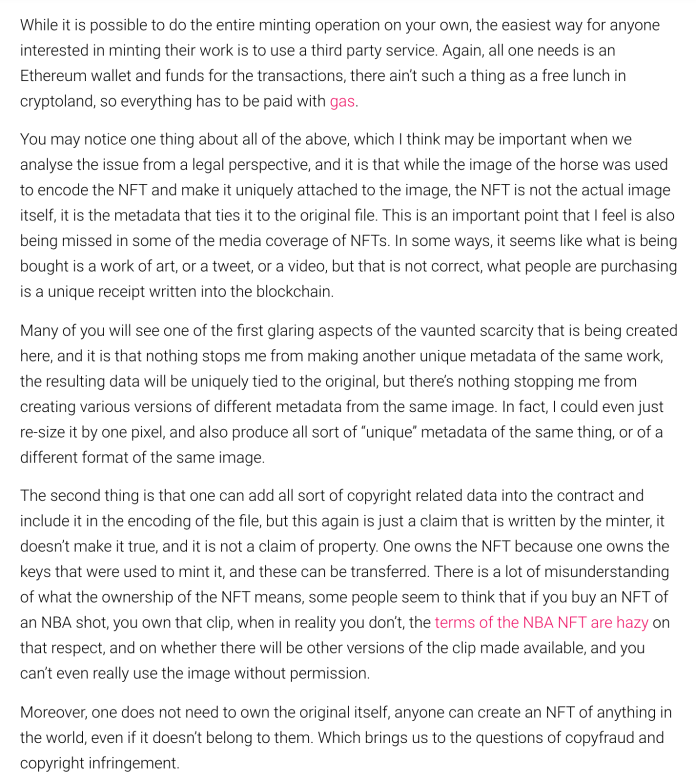 While it is possible to do the entire minting operation on your own, the easiest way for anyone
interested in minting their work is to use a third party service. Again, all one needs is an
Ethereum wallet and funds for the transactions, there ain't such a thing as a free lunch in
cryptoland, so everything has to be paid with gas.
You may notice one thing about all of the above, which I think may be important when we
analyse the issue from a legal perspective, and it is that while the image of the horse was used
to encode the NFT and make it uniquely attached to the image, the NFT is not the actual image
itself, it is the metadata that ties it to the original file. This is an important point that I feel is also
being missed in some of the media coverage of NFTs. In some ways, it seems like what is being
bought is a work of art, or a tweet, or a video, but that is not correct, what people are purchasing
is a unique receipt written into the blockchain.
Many of you will see one of the first glaring aspects of the vaunted scarcity that is being created
here, and it is that nothing stops me from making another unique metadata of the same work,
the resulting data will be uniquely tied to the original, but there's nothing stopping me from
creating various versions of different metadata from the same image. In fact, I could even just
re-size it by one pixel, and also produce all sort of "unique" metadata of the same thing, or of a
different format of the same image.
The second thing is that one can add all sort of copyright related data into the contract and
include it in the encoding of the file, but this again is just a claim that is written by the minter, it
doesn't make it true, and it is not a claim of property. One owns the NFT because one owns the
keys that were used to mint it, and these can be transferred. There is a lot of misunderstanding
of what the ownership of the NFT means, some people seem to think that if you buy an NFT of
an NBA shot, you own that clip, when in reality you don't, the terms of the NBA NFT are hazy on
that respect, and on whether there will be other versions of the clip made available, and you
can't even really use the image without permission.
Moreover, one does not need to own the original itself, anyone can create an NFT of anything in
the world, even if it doesn't belong to them. Which brings us to the questions of copyfraud and
copyright infringement.